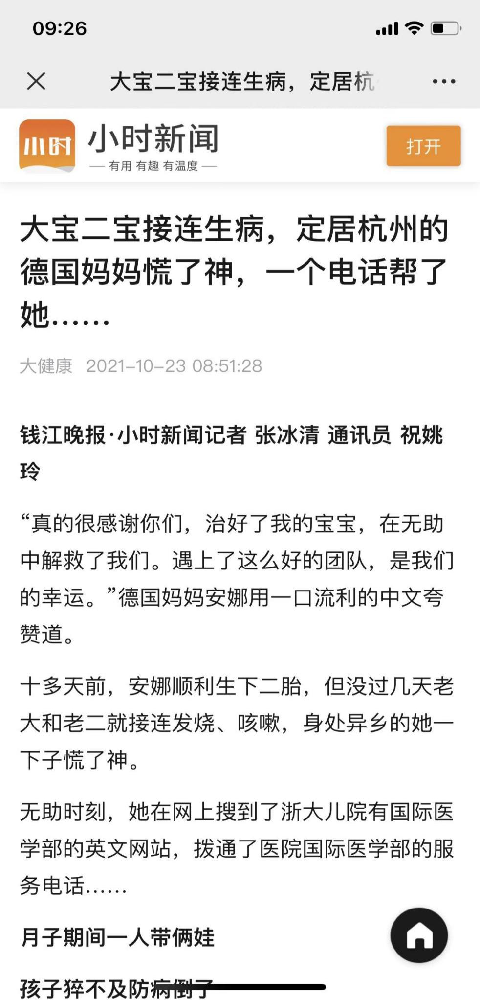 09:26
大宝二宝接连生病，定居杭
小时
小时新闻
打开
— 有用 有趣 有温度 —
大宝二宝接连生病，定居杭州的
德国妈妈慌了神，一个电话帮了
她……
大健康 2021-10-23 08:51:28
钱江晚报·小时新闻记者 张冰清 通讯员 祝姚
玲
“真的很感谢你们，治好了我的宝宝，在无助
中解救了我们。遇上了这么好的团队，是我们
的幸运。”德国妈妈安娜用一口流利的中文夸
赞道。
十多天前，安娜顺利生下二胎，但没过几天老
大和老二就接连发烧、咳嗽，身处异乡的她一
下子慌了神。
无助时刻，她在网上搜到了浙大儿院有国际医
学部的英文网站，拨通了医院国际医学部的服
务电话……
月子期间一人带俩娃
孩子猝不及防病倒了